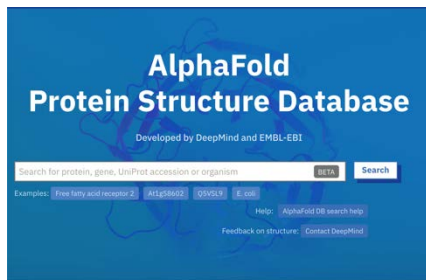 AlphaFold
Protein Structure Database
Developed by DeepMind and EMBL-EBI
Search for protein, gene, UniProt accession or organism BETA Search
Examples: Free fatty acid receptor 2 At1g58602 Q5VSL9 E. coli
Help: AlphaFold DB search help
Feedback on structure: Contact DeepMind